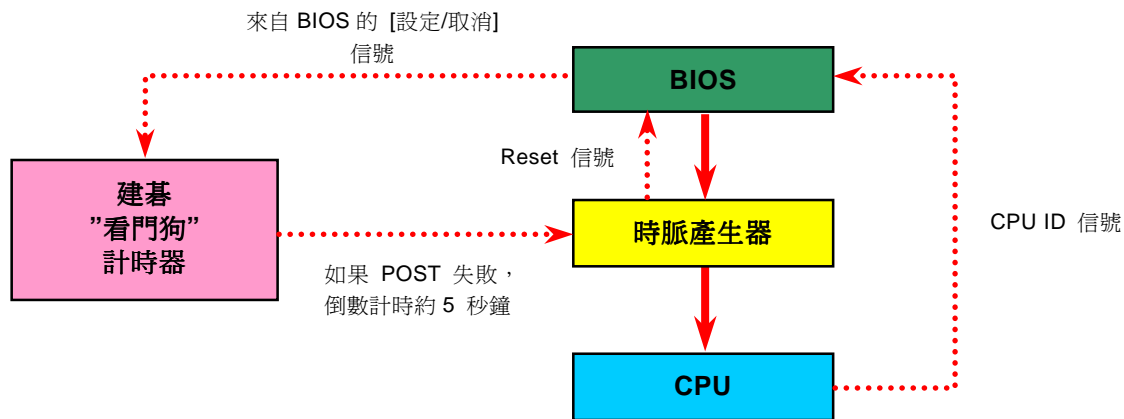 來自 BIOS 的 [設定/取消]
信號
BIOS
Reset 信號
建碁
”看門狗”
計時器
時脈產生器
CPU ID 信號
如果 POST 失敗，
倒數計時約 5 秒鐘
CPU